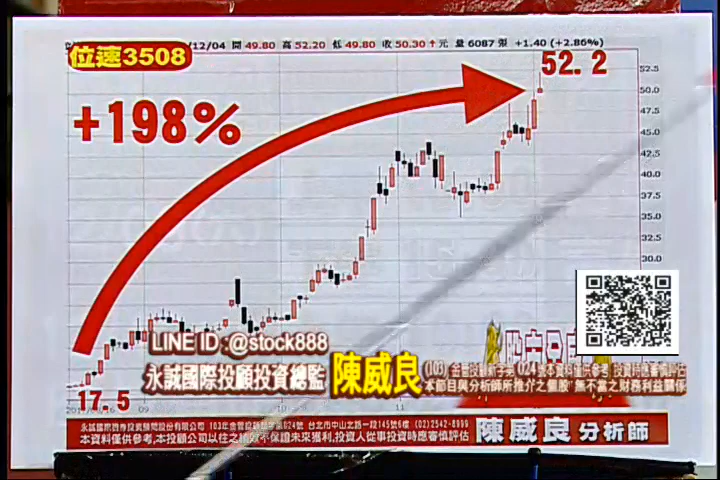 /12/04 開 49.80 高 52.20 低 49.80 收 50.30 ↑ 元 量 6087 張 +1.40 (+2.86%)
位速3508
52.2
+198%
52.5
50.0
47.5
45.0
42.5
40.0
37.5
35.0
32.5
30.0
LINE ID :@stock888
永誠國際投顧投資總監
陳威良
本節目與分析師所推介之個股"無不當之財務利益關係
17.5
09
10
11
永誠國際證券投資顧問股份有限公司 台北市中山北路一段145號6樓 (02)2542-8999
本資料僅供參考,本投顧公司以往之績效不保證未來獲利,投資人從事投資時應審慎評估
陳威良 分析師